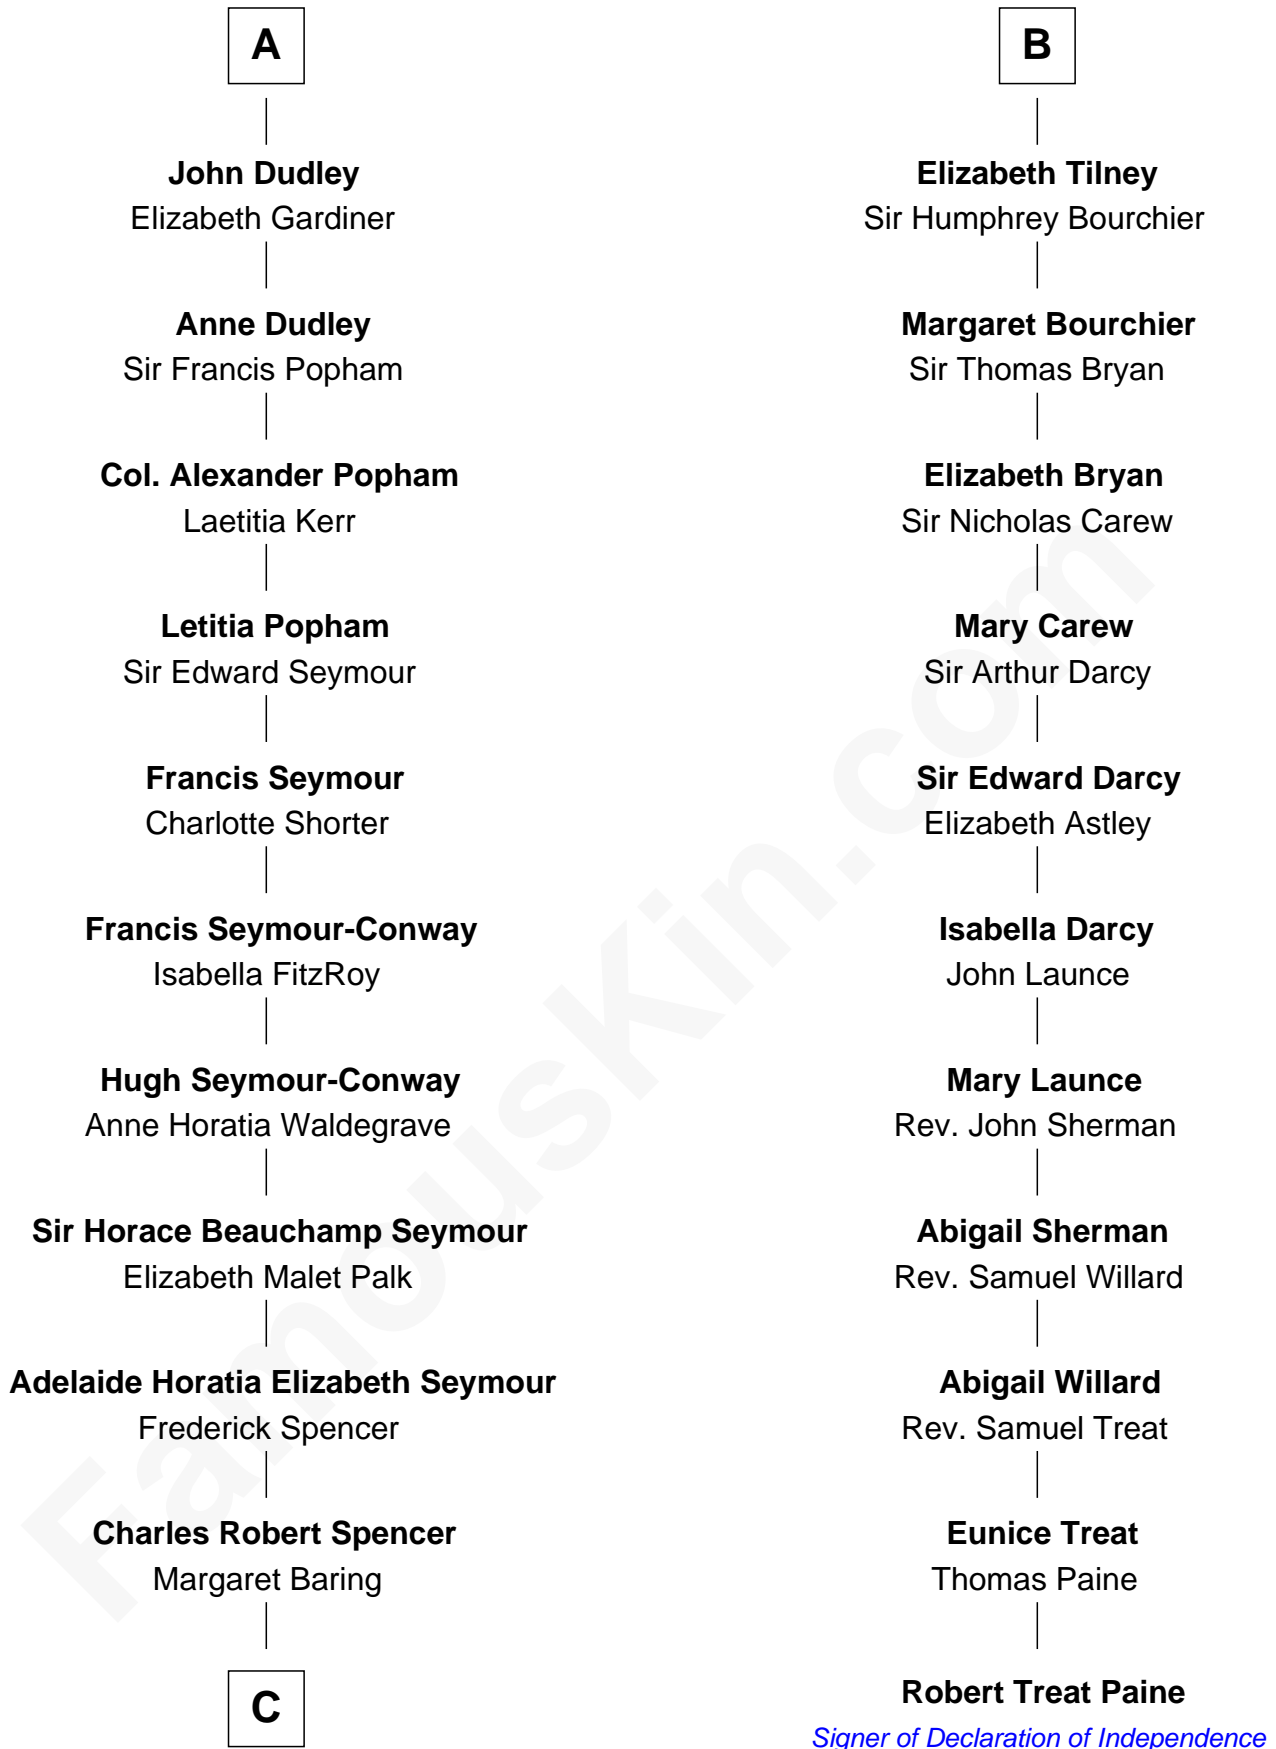 A
John Dudley
Elizabeth Gardiner
Anne Dudley
Sir Francis Popham
Col. Alexander Popham
Laetitia Kerr
Letitia Popham
Sir Edward Seymour
Francis Seymour
Charlotte Shorter
Francis Seymour-Conway
Isabella FitzRoy
Hugh Seymour-Conway
Anne Horatia Waldegrave
Sir Horace Beauchamp Seymour
Elizabeth Malet Palk
Adelaide Horatia Elizabeth Seymour
Frederick Spencer
Charles Robert Spencer
Margaret Baring
C
B
Elizabeth Tilney
Sir Humphrey Bourchier
Margaret Bourchier
Sir Thomas Bryan
Elizabeth Bryan
Sir Nicholas Carew
Mary Carew
Sir Arthur Darcy
Sir Edward Darcy
Elizabeth Astley
Isabella Darcy
John Launce
Mary Launce
Rev. John Sherman
Abigail Sherman
Rev. Samuel Willard
Abigail Willard
Rev. Samuel Treat
Eunice Treat
Thomas Paine
Robert Treat Paine
Signer of Declaration of Independence
FamousKin.com